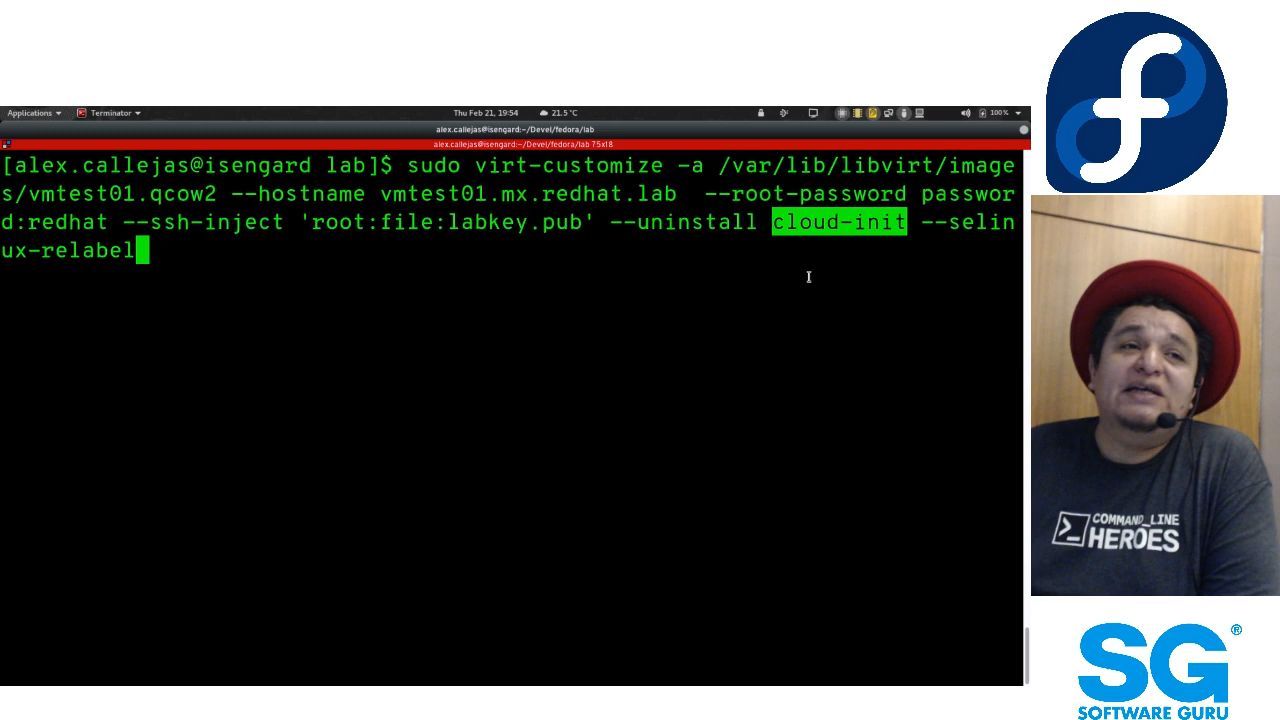 Applications
Terminator
Thu Feb 21, 19:54
21.5 °C
100%
alex.callejas@isengard:~/Devel/fedora/lab
alex.callejas@isengard:~/Devel/fedora/lab 75x18
[alex.callejas@isengard lab]$ sudo virt-customize -a /var/lib/libvirt/image
s/vmtest01.qcow2 --hostname vmtest01.mx.redhat.lab  --root-password passwor
d:redhat --ssh-inject 'root:file:labkey.pub' --uninstall cloud-init --selin
ux-relabel
COMMAND_LINE
HEROES
SG®
SOFTWARE GURU